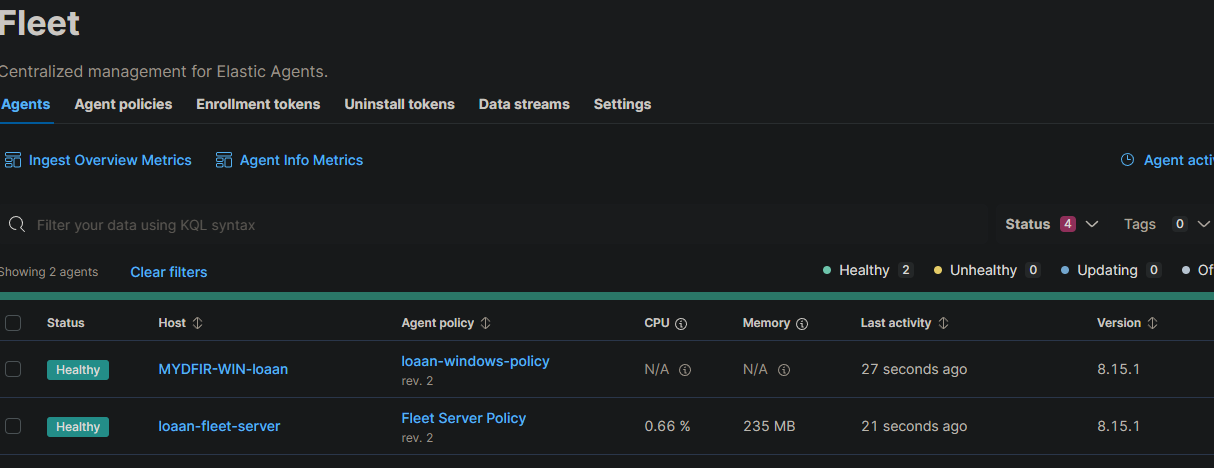 Fleet
Centralized management for Elastic Agents.
Agents Agent policies Enrollment tokens Uninstall tokens Data streams Settings
Ingest Overview Metrics Agent Info Metrics Agent acti
Filter your data using KQL syntax Status 4 Tags 0
Showing 2 agents Clear filters Healthy 2 Unhealthy 0 Updating 0 Of
Status Host Agent policy CPU Memory Last activity Version
Healthy MYDFIR-WIN-loaan loaan-windows-policy N/A N/A 27 seconds ago 8.15.1
rev. 2
Healthy loaan-fleet-server Fleet Server Policy 0.66 % 235 MB 21 seconds ago 8.15.1
rev. 2